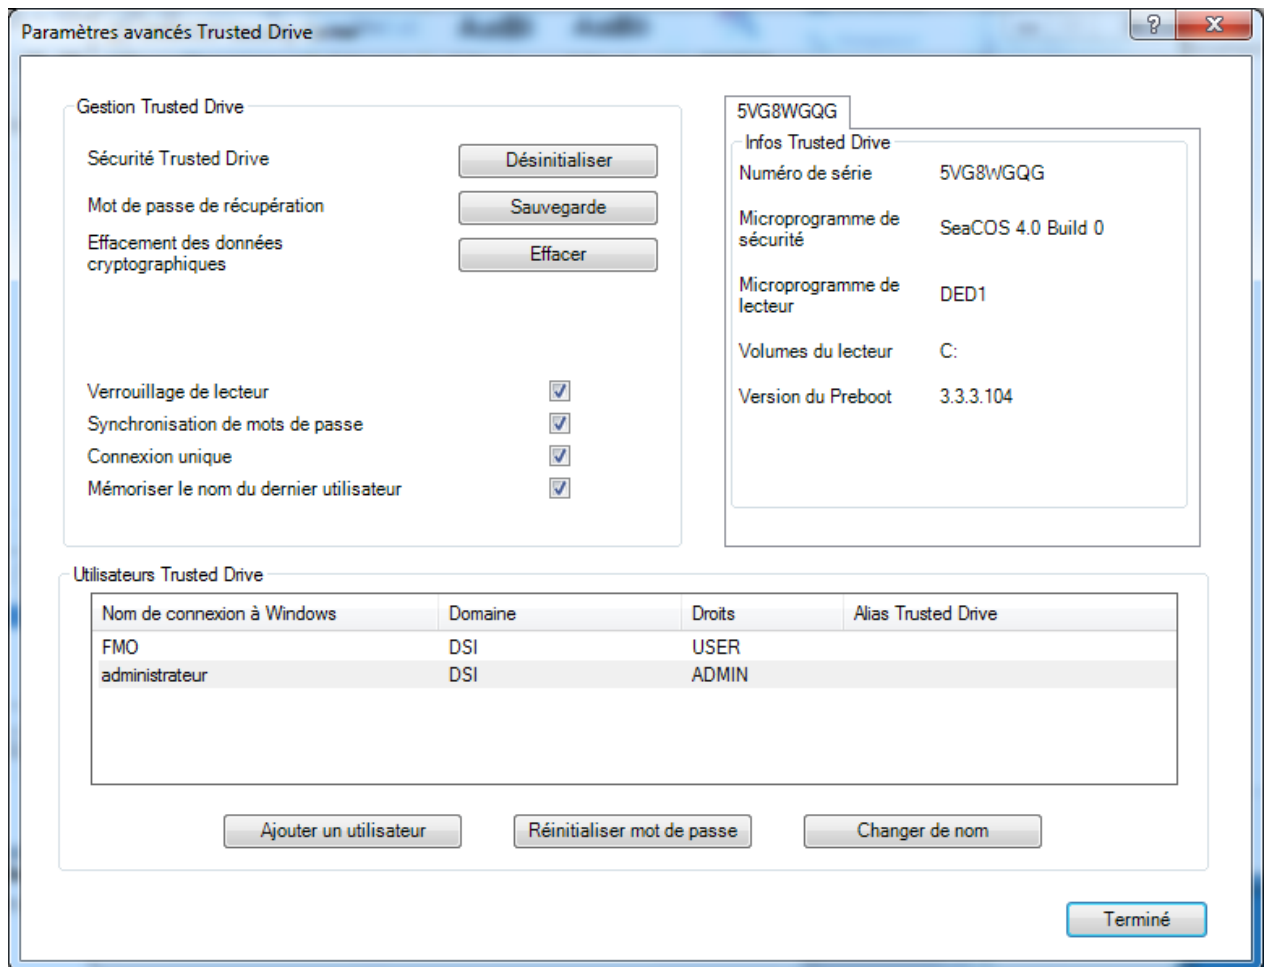 Paramètres avancés Trusted Drive
Gestion Trusted Drive
Sécurité Trusted Drive
Désinitialiser
Mot de passe de récupération
Sauvegarde
Effacement des données
cryptographiques
Effacer
Verrouillage de lecteur
Synchronisation de mots de passe
Connexion unique
Mémoriser le nom du dernier utilisateur
5VG8WGQG
Infos Trusted Drive
Numéro de série 5VG8WGQG
Microprogramme de
sécurité
SeaCOS 4.0 Build 0
Microprogramme de
lecteur
DED1
Volumes du lecteur C:
Version du Preboot 3.3.3.104
Utilisateurs Trusted Drive
Nom de connexion à Windows Domaine Droits Alias Trusted Drive
FMO DSI USER
administrateur DSI ADMIN
Ajouter un utilisateur Réinitialiser mot de passe Changer de nom
Terminé